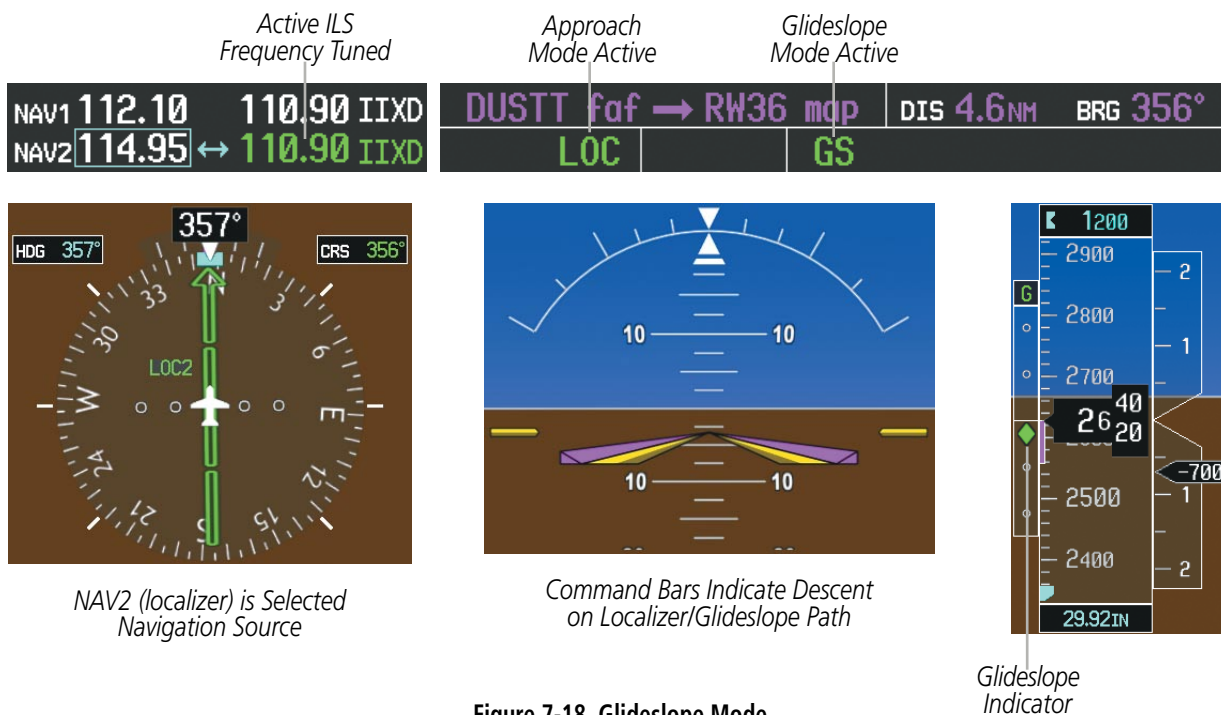 Active ILS
Frequency Tuned
Approach
Mode Active
Glideslope
Mode Active
NAV1 112.10 110.90 IIXD
NAV2 114.95 ↔ 110.90 IIXD
DUSTT faf → RW36 map DIS 4.6NM BRG 356°
LOC GS
357°
HDG 357° CRS 356°
33 3
30 6
LOC2
W E
24 12
21 15
S
10 10
10 10
1200
2900
2
G
2800
1
2700
26 40
20
-700
2500
1
2400
2
29.92IN
NAV2 (localizer) is Selected
Navigation Source
Command Bars Indicate Descent
on Localizer/Glideslope Path
Glideslope
Indicator
Figure 7-18 Glideslope Mode